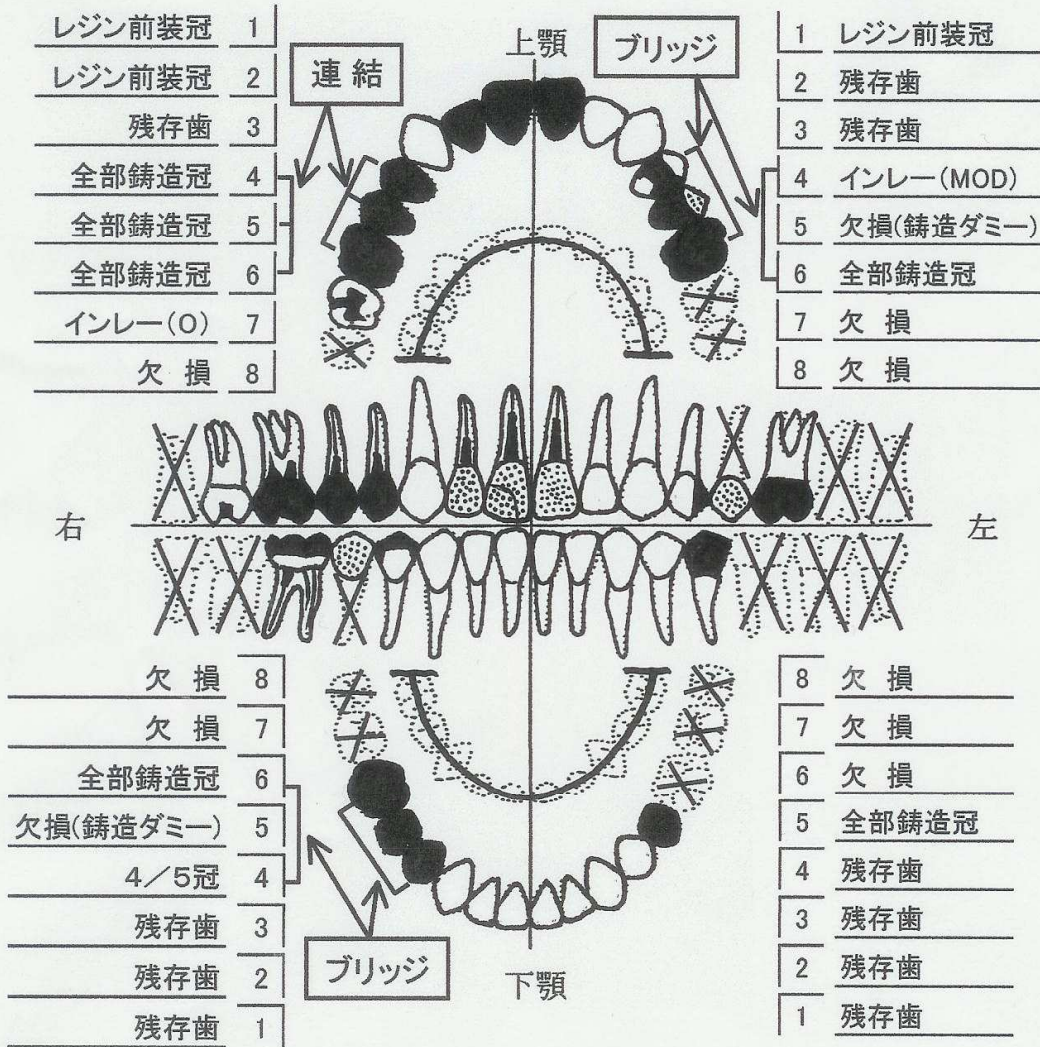 レジン前装冠 1
レジン前装冠 2
残存歯 3
全部鋳造冠 4
全部鋳造冠 5
全部鋳造冠 6
インレー(O) 7
欠損 8
連結
上顎
ブリッジ
1 レジン前装冠
2 残存歯
3 残存歯
4 インレー(MOD)
5 欠損(鋳造ダミー)
6 全部鋳造冠
7 欠損
8 欠損
右
左
欠損 8
欠損 7
全部鋳造冠 6
欠損(鋳造ダミー) 5
4/5冠 4
残存歯 3
残存歯 2
残存歯 1
ブリッジ
下顎
8 欠損
7 欠損
6 欠損
5 全部鋳造冠
4 残存歯
3 残存歯
2 残存歯
1 残存歯